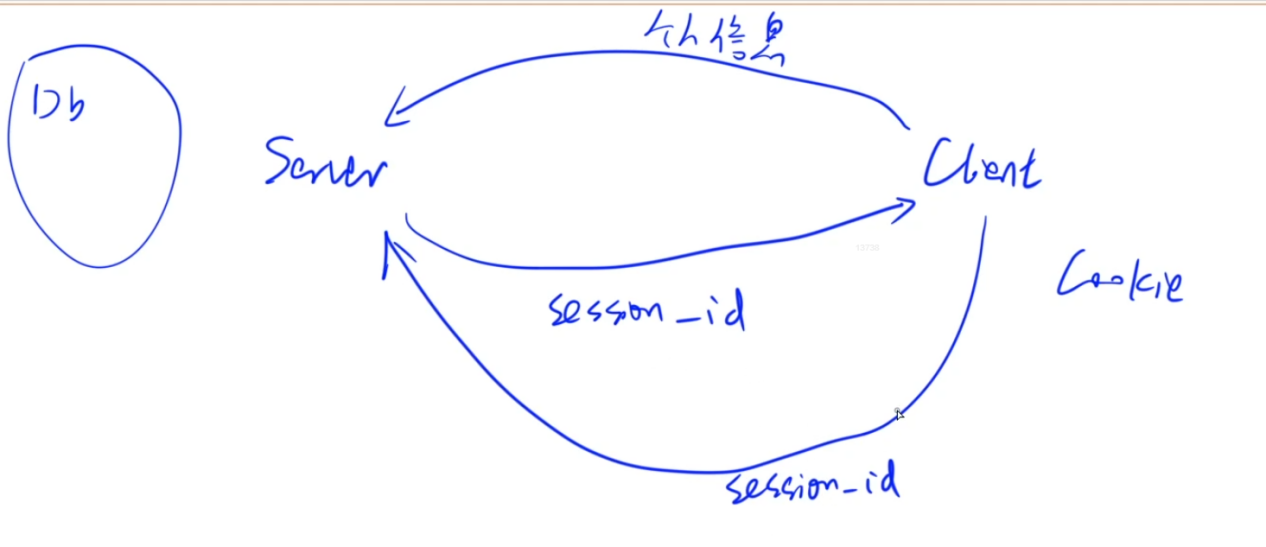 个人信息
Db
Server
Client
Cookie
session_id
session_id